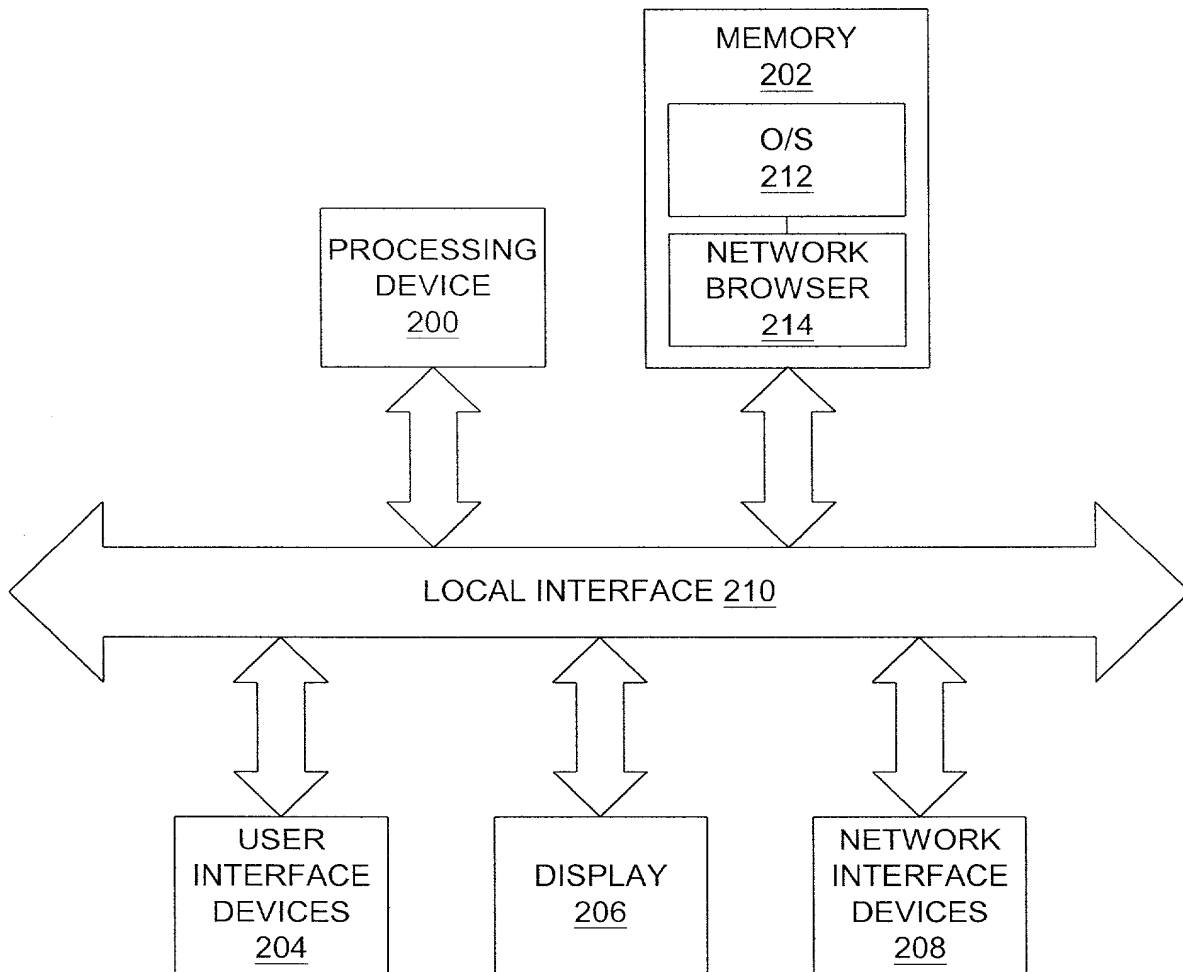 MEMORY
202
O/S
212
NETWORK
BROWSER
214
PROCESSING
DEVICE
200
LOCAL INTERFACE 210
USER
INTERFACE
DEVICES
204
DISPLAY
206
NETWORK
INTERFACE
DEVICES
208